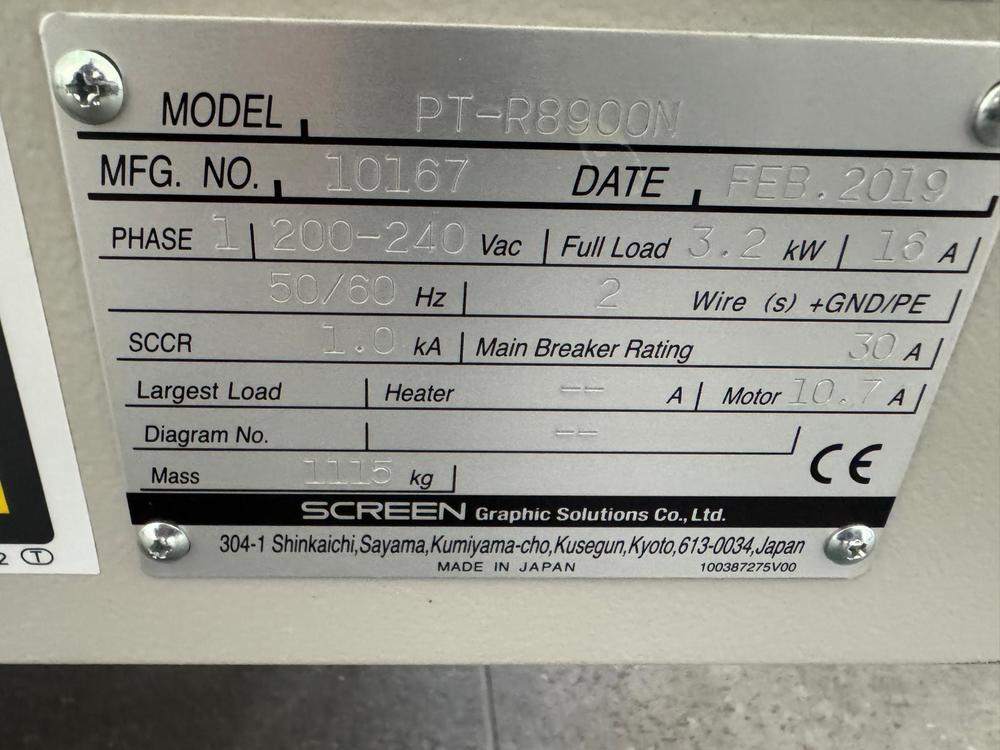 MODEL PT-R8900N
MFG. NO. 10167 DATE FEB.2019
PHASE 1 200-240 Vac Full Load 3.2 kW 16 A
50/60 Hz 2 Wire (s) +GND/PE
SCCR 1.0 kA Main Breaker Rating 30 A
Largest Load Heater -- A Motor 10.7 A
Diagram No. --
CE
Mass 1115 kg
SCREEN Graphic Solutions Co., Ltd.
304-1 Shinkaichi,Sayama,Kumiyama-cho,Kusegun,Kyoto,613-0034,Japan
MADE IN JAPAN 100387275V00
2 T